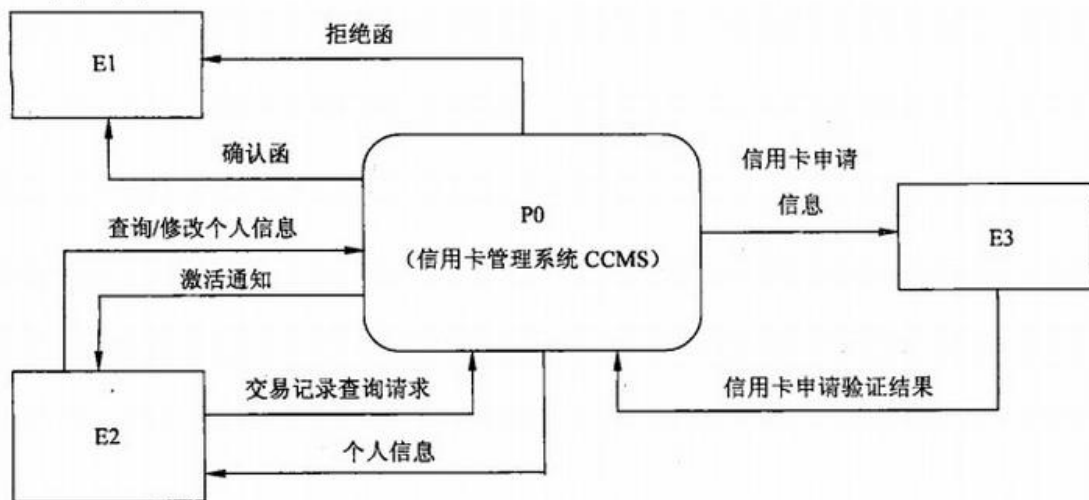 拒绝函
E1
确认函
信用卡申请
信息
P0
(信用卡管理系统 CCMS)
E3
查询/修改个人信息
激活通知
交易记录查询请求
信用卡申请验证结果
E2
个人信息